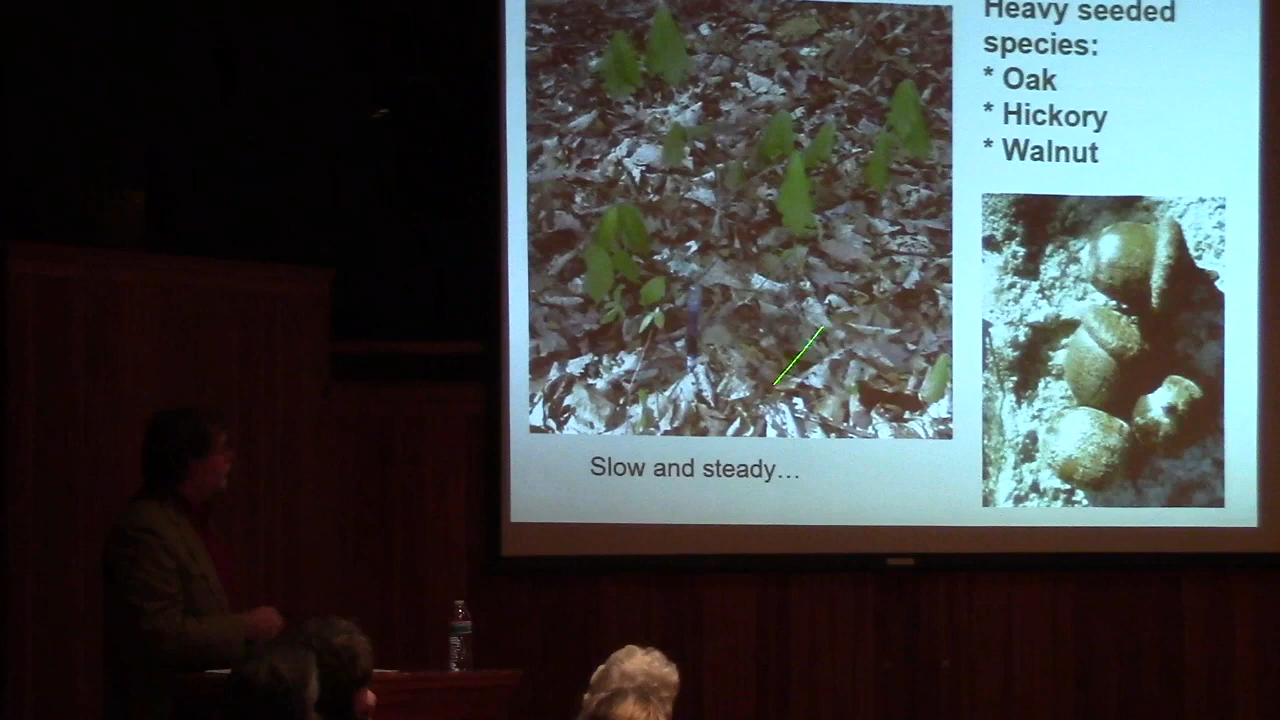 Heavy seeded
species:
* Oak
* Hickory
* Walnut
Slow and steady...